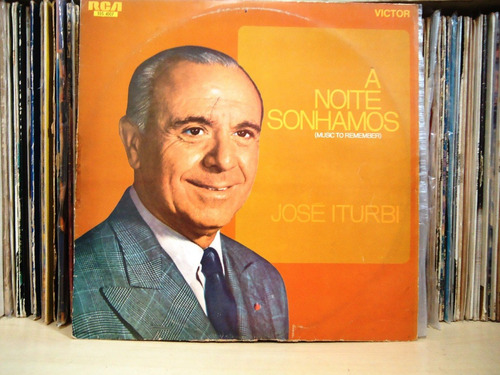 RCA
VICTOR
A
NOITE
SONHAMOS
(MUSIC TO REMEMBER)
JOSE ITURBI